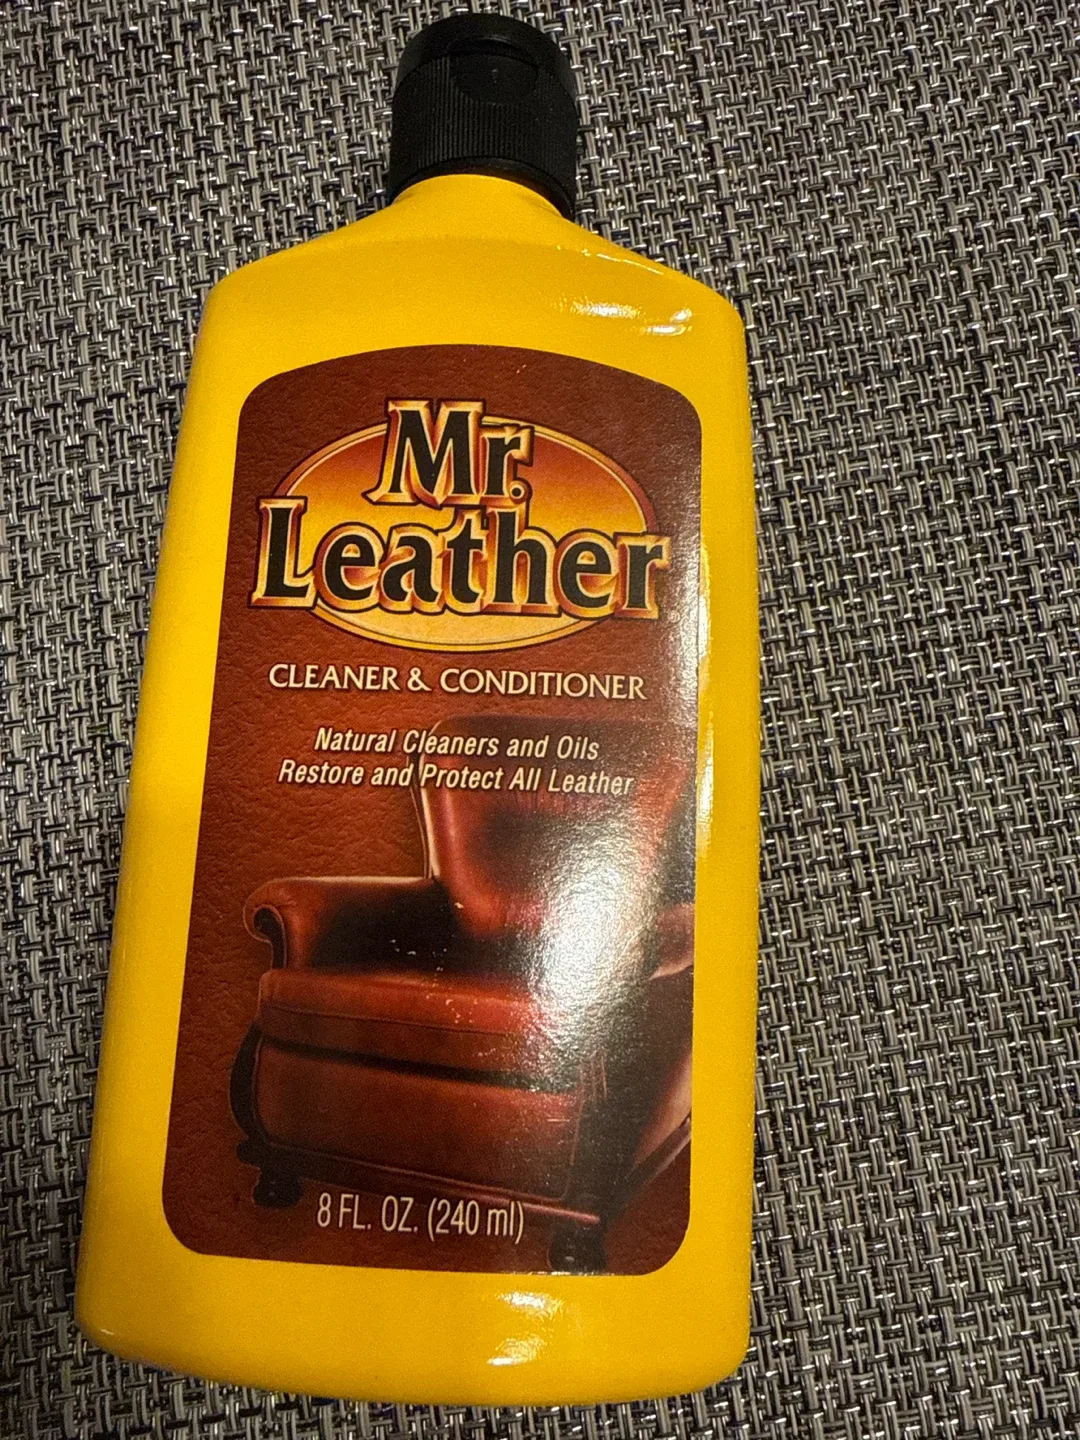 Mr.
Leather
CLEANER & CONDITIONER
Natural Cleaners and Oils
Restore and Protect All Leather
8 FL. OZ. (240 ml)